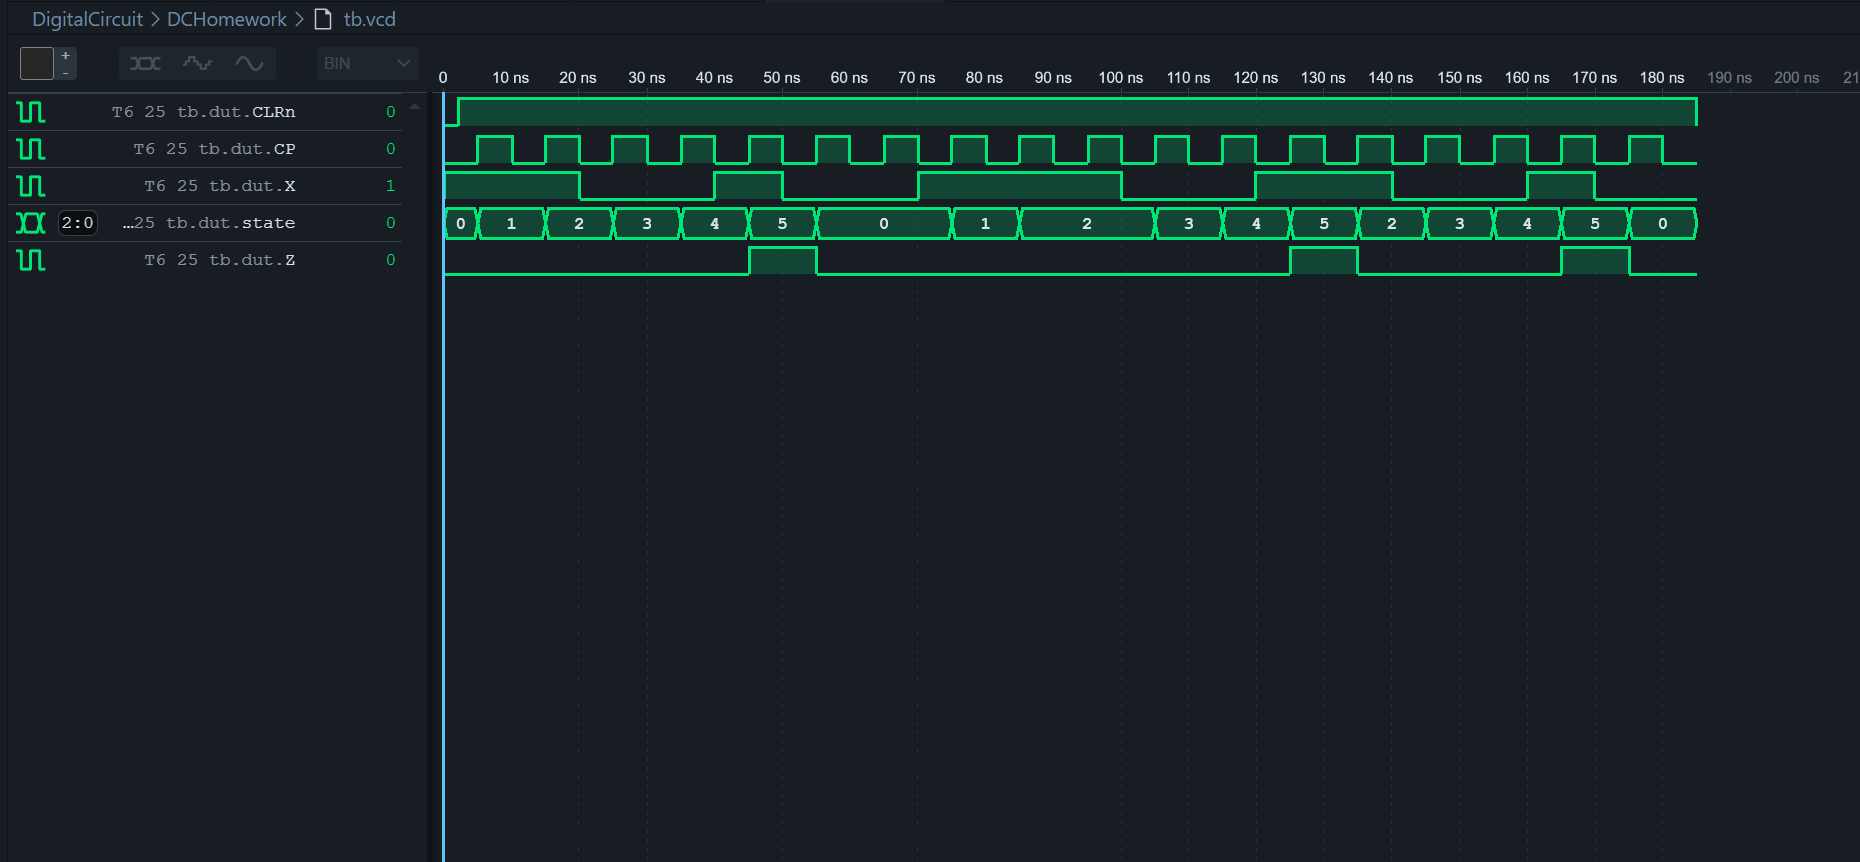 DigitalCircuit > DCHomework > tb.vcd
+
-
BIN
0 10 ns 20 ns 30 ns 40 ns 50 ns 60 ns 70 ns 80 ns 90 ns 100 ns 110 ns 120 ns 130 ns 140 ns 150 ns 160 ns 170 ns 180 ns 190 ns 200 ns 21
T6 25 tb.dut.CLRn 0
T6 25 tb.dut.CP 0
T6 25 tb.dut.X 1
2:0 …25 tb.dut.state 0 0 1 2 3 4 5 0 1 2 3 4 5 2 3 4 5 0
T6 25 tb.dut.Z 0